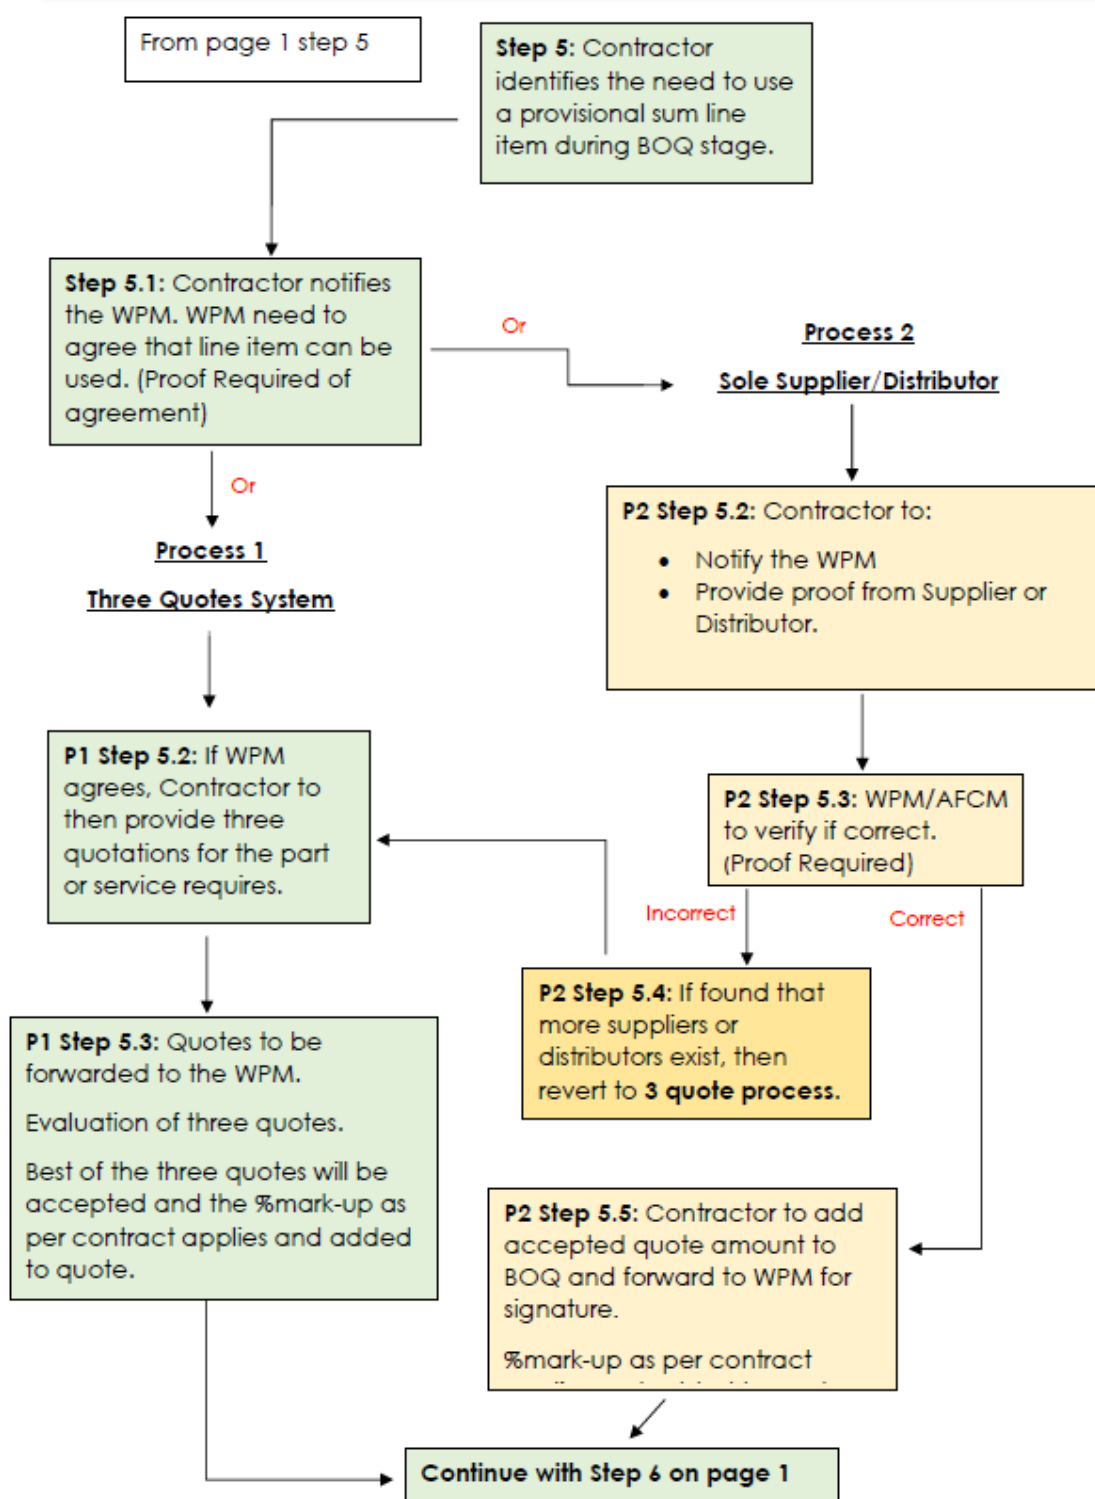 From page 1 step 5
Step 5: Contractor
identifies the need to use
a provisional sum line
item during BOQ stage.
Step 5.1: Contractor notifies
the WPM. WPM need to
agree that line item can be
used. (Proof Required of
agreement)
Or
Process 2
Sole Supplier/Distributor
Or
Process 1
Three Quotes System
P2 Step 5.2: Contractor to:
• Notify the WPM
• Provide proof from Supplier or
Distributor.
P1 Step 5.2: If WPM
agrees, Contractor to
then provide three
quotations for the part
or service requires.
P2 Step 5.3: WPM/AFCM
to verify if correct.
(Proof Required)
Incorrect
Correct
P2 Step 5.4: If found that
more suppliers or
distributors exist, then
revert to 3 quote process.
P1 Step 5.3: Quotes to be
forwarded to the WPM.
Evaluation of three quotes.
Best of the three quotes will be
accepted and the %mark-up as
per contract applies and added
to quote.
P2 Step 5.5: Contractor to add
accepted quote amount to
BOQ and forward to WPM for
signature.
%mark-up as per contract
Continue with Step 6 on page 1